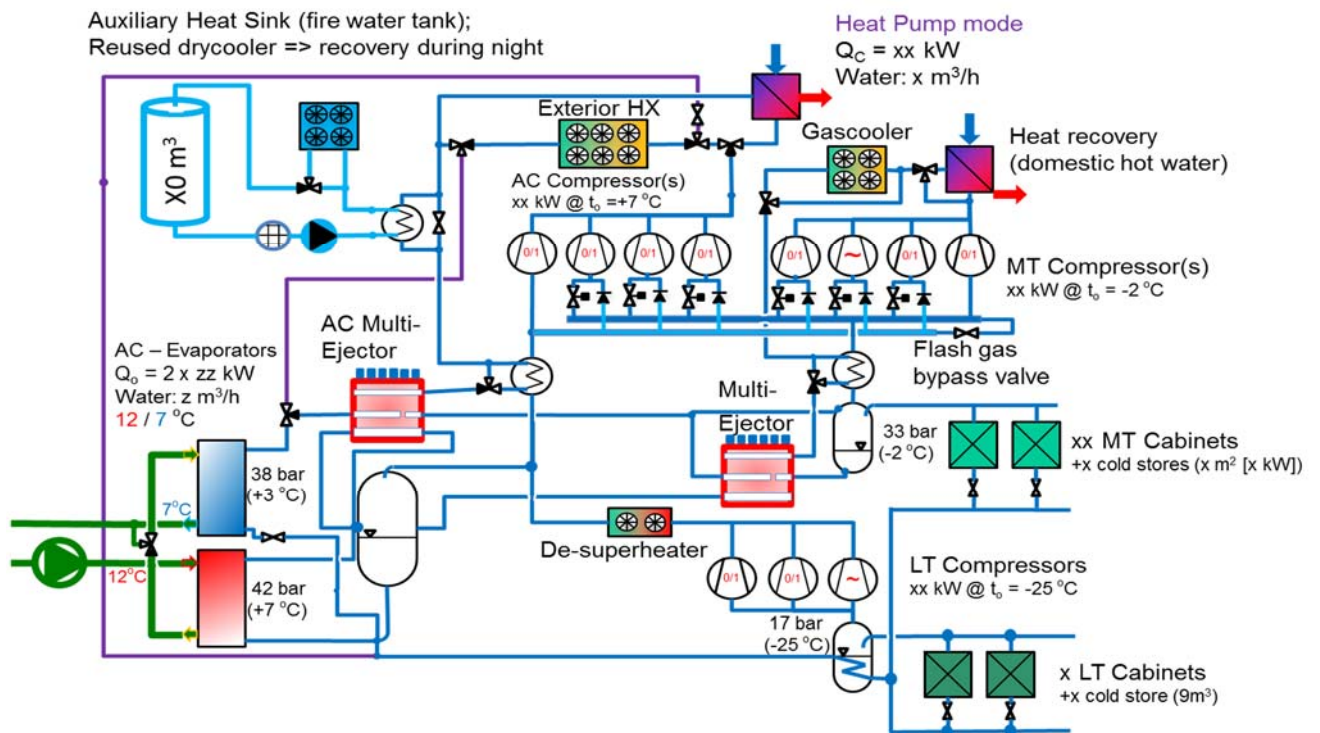 Auxiliary Heat Sink (fire water tank);
Reused drycooler => recovery during night
Heat Pump mode
Q_C = xx kW
Water: x m³/h
Exterior HX
Gascooler
Heat recovery
(domestic hot water)
X0 m³
AC Compressor(s)
xx kW @ t_o =+7 °C
0/1
0/1
0/1
0/1
0/1
~
0/1
0/1
MT Compressor(s)
xx kW @ t_o = -2 °C
AC Multi-
Ejector
AC – Evaporators
Q_o = 2 x zz kW
Water: z m³/h
12 / 7 °C
Flash gas
bypass valve
Multi-
Ejector
33 bar
(-2 °C)
xx MT Cabinets
+x cold stores (x m² [x kW])
38 bar
(+3 °C)
7°C
12°C
42 bar
(+7 °C)
De-superheater
0/1
0/1
~
LT Compressors
xx kW @ t_o = -25 °C
17 bar
(-25 °C)
x LT Cabinets
+x cold store (9m³)